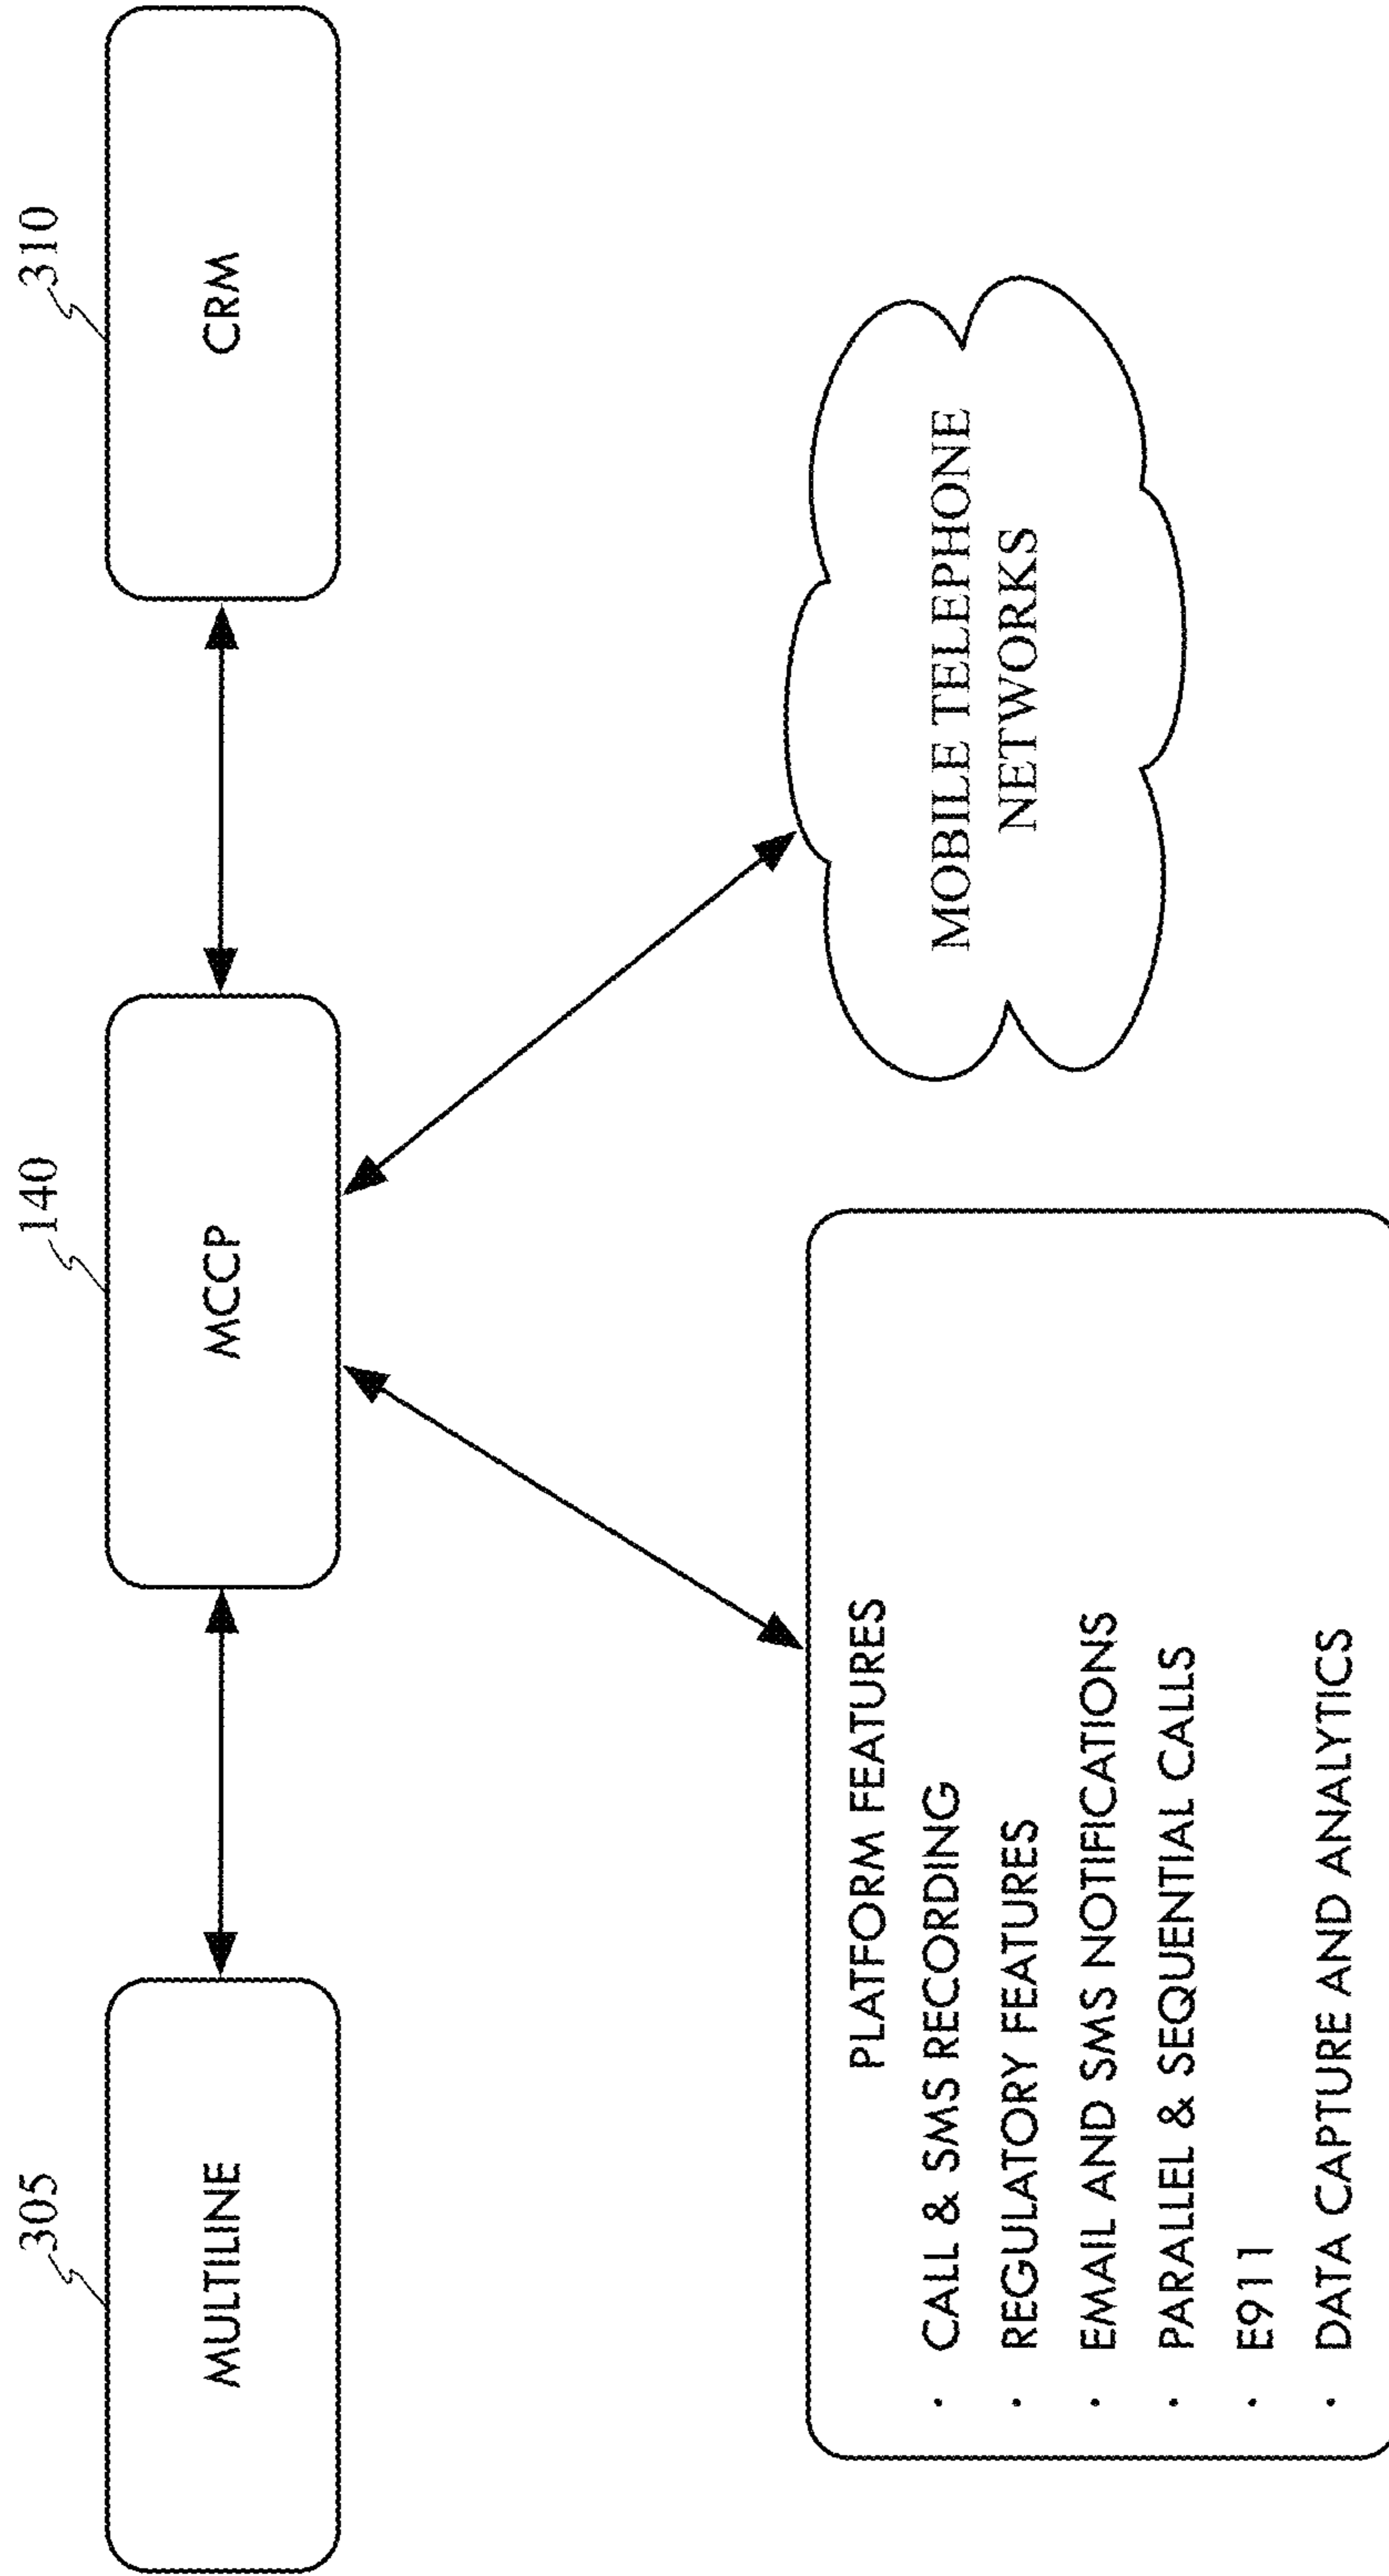 305
140
310
MULTILINE
MCCP
CRM
PLATFORM FEATURES
· CALL & SMS RECORDING
· REGULATORY FEATURES
· EMAIL AND SMS NOTIFICATIONS
· PARALLEL & SEQUENTIAL CALLS
· E911
· DATA CAPTURE AND ANALYTICS
MOBILE TELEPHONE
NETWORKS